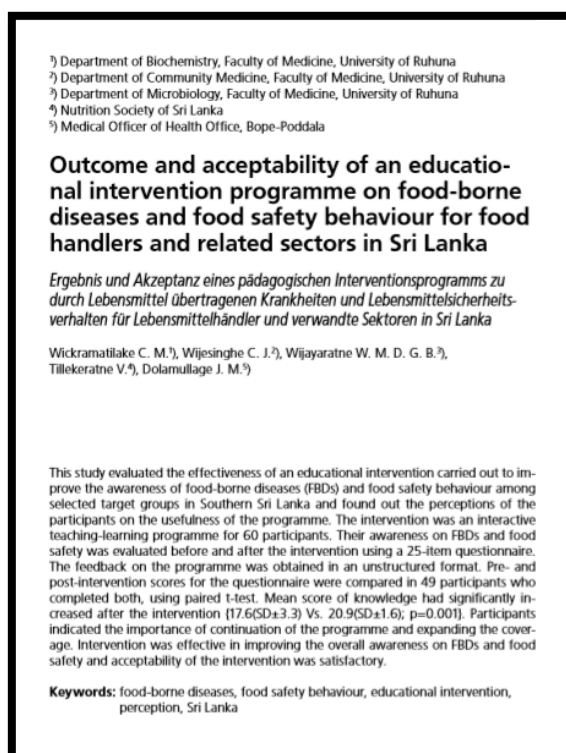 ¹) Department of Biochemistry, Faculty of Medicine, University of Ruhuna
²) Department of Community Medicine, Faculty of Medicine, University of Ruhuna
³) Department of Microbiology, Faculty of Medicine, University of Ruhuna
⁴) Nutrition Society of Sri Lanka
⁵) Medical Officer of Health Office, Bope-Poddala
Outcome and acceptability of an educatio-
nal intervention programme on food-borne
diseases and food safety behaviour for food
handlers and related sectors in Sri Lanka
Ergebnis und Akzeptanz eines pädagogischen Interventionsprogramms zu
durch Lebensmittel übertragenen Krankheiten und Lebensmittelsicherheits-
verhalten für Lebensmittelhändler und verwandte Sektoren in Sri Lanka
Wickramatilake C. M.¹), Wijesinghe C. J.²), Wijayaratne W. M. D. G. B.³),
Tillekeratne V.⁴), Dolamullage J. M.⁵)
This study evaluated the effectiveness of an educational intervention carried out to im-
prove the awareness of food-borne diseases (FBDs) and food safety behaviour among
selected target groups in Southern Sri Lanka and found out the perceptions of the
participants on the usefulness of the programme. The intervention was an interactive
teaching-learning programme for 60 participants. Their awareness on FBDs and food
safety was evaluated before and after the intervention using a 25-item questionnaire.
The feedback on the programme was obtained in an unstructured format. Pre- and
post-intervention scores for the questionnaire were compared in 49 participants who
completed both, using paired t-test. Mean score of knowledge had significantly in-
creased after the intervention {17.6(SD±3.3) Vs. 20.9(SD±1.6); p=0.001}. Participants
indicated the importance of continuation of the programme and expanding the cover-
age. Intervention was effective in improving the overall awareness on FBDs and food
safety and acceptability of the intervention was satisfactory.
Keywords: food-borne diseases, food safety behaviour, educational intervention,
perception, Sri Lanka